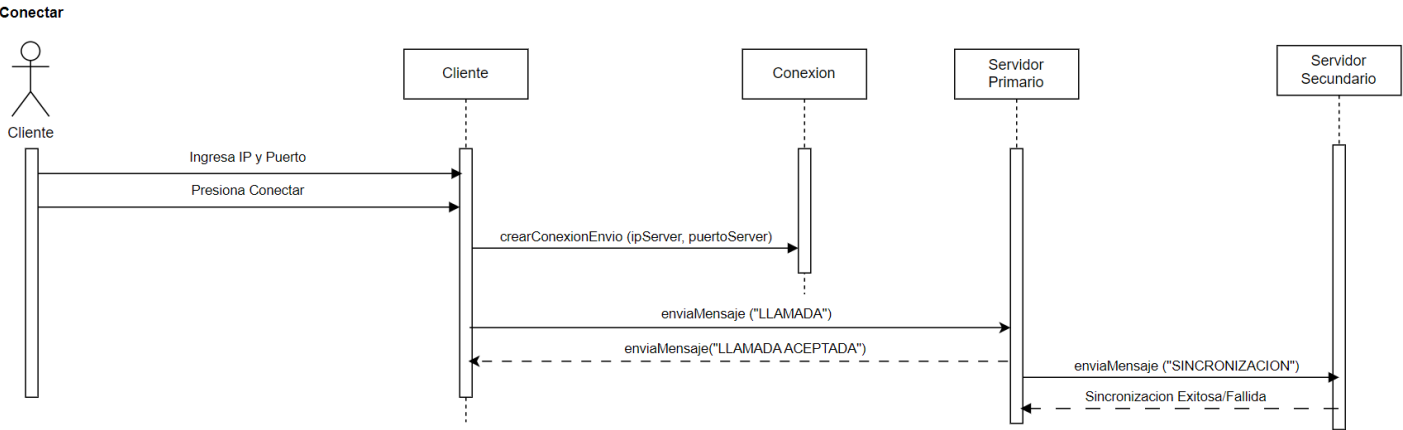 Conectar
Cliente
Cliente
Conexion
Servidor
Primario
Servidor
Secundario
Ingresa IP y Puerto
Presiona Conectar
crearConexionEnvio (ipServer, puertoServer)
enviaMensaje ("LLAMADA")
enviaMensaje("LLAMADA ACEPTADA")
enviaMensaje ("SINCRONIZACION")
Sincronizacion Exitosa/Fallida